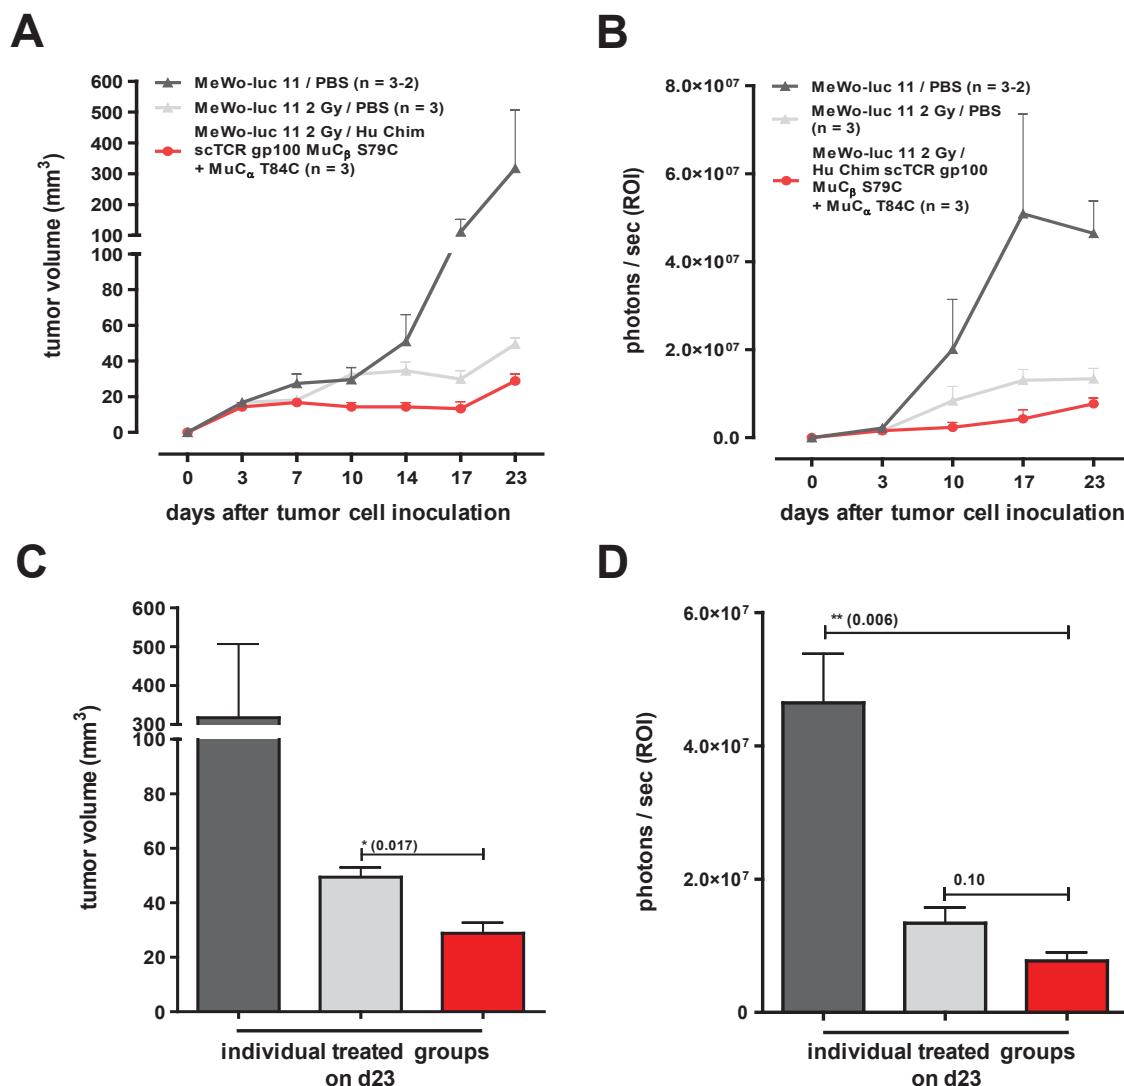 A
600
500
400
300
200
100
100
80
60
40
20
0
tumor volume (mm³)
MeWo-luc 11 / PBS (n = 3-2)
MeWo-luc 11 2 Gy / PBS (n = 3)
MeWo-luc 11 2 Gy / Hu Chim
scTCR gp100 MuCβ S79C
+ MuCα T84C (n = 3)
0 3 7 10 14 17 23
days after tumor cell inoculation
B
8.0×10⁰⁷
6.0×10⁰⁷
4.0×10⁰⁷
2.0×10⁰⁷
0.0
photons / sec (ROI)
MeWo-luc 11 / PBS (n = 3-2)
MeWo-luc 11 2 Gy / PBS
(n = 3)
MeWo-luc 11 2 Gy /
Hu Chim scTCR gp100
MuCβ S79C
+ MuCα T84C (n = 3)
0 3 10 17 23
days after tumor cell inoculation
C
600
500
400
300
100
80
60
40
20
0
tumor volume (mm³)
* (0.017)
individual treated groups
on d23
D
6.0×10⁷
4.0×10⁷
2.0×10⁷
0
photons / sec (ROI)
** (0.006)
0.10
individual treated groups
on d23